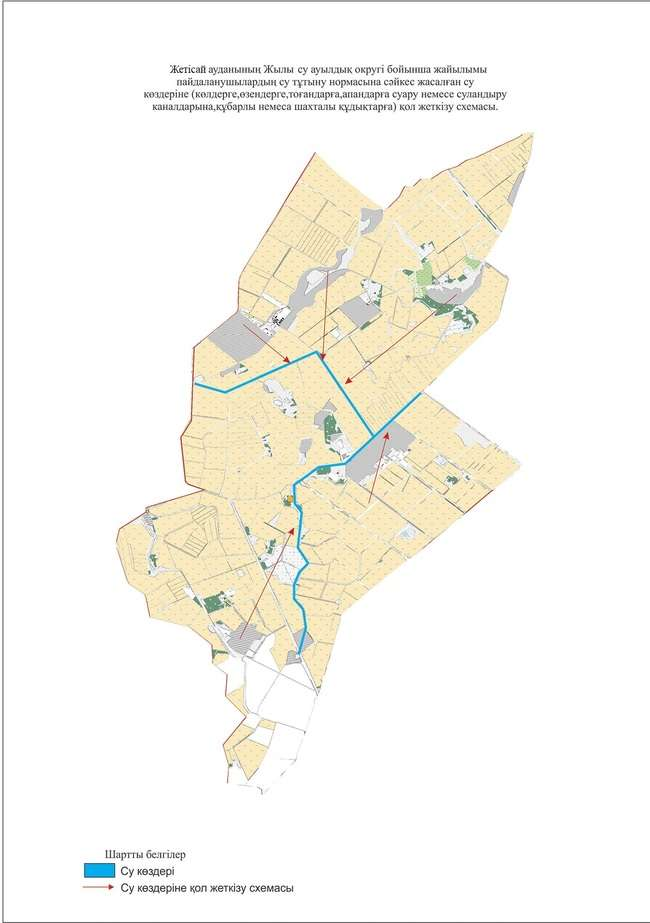 Жетісай ауданының Жылы су ауылдық округі бойынша жайылымы
пайдаланушылардың су тұтыну нормасына сәйкес жасалған су
көздеріне (көлдерге,өзендерге,тоғандарға,апандарға суару немесе суландыру
каналдарына,құбарлы немеса шахталы құдықтарға) қол жеткізу схемасы.
Шартты белгілер
Су көздері
Су көздеріне қол жеткізу схемасы